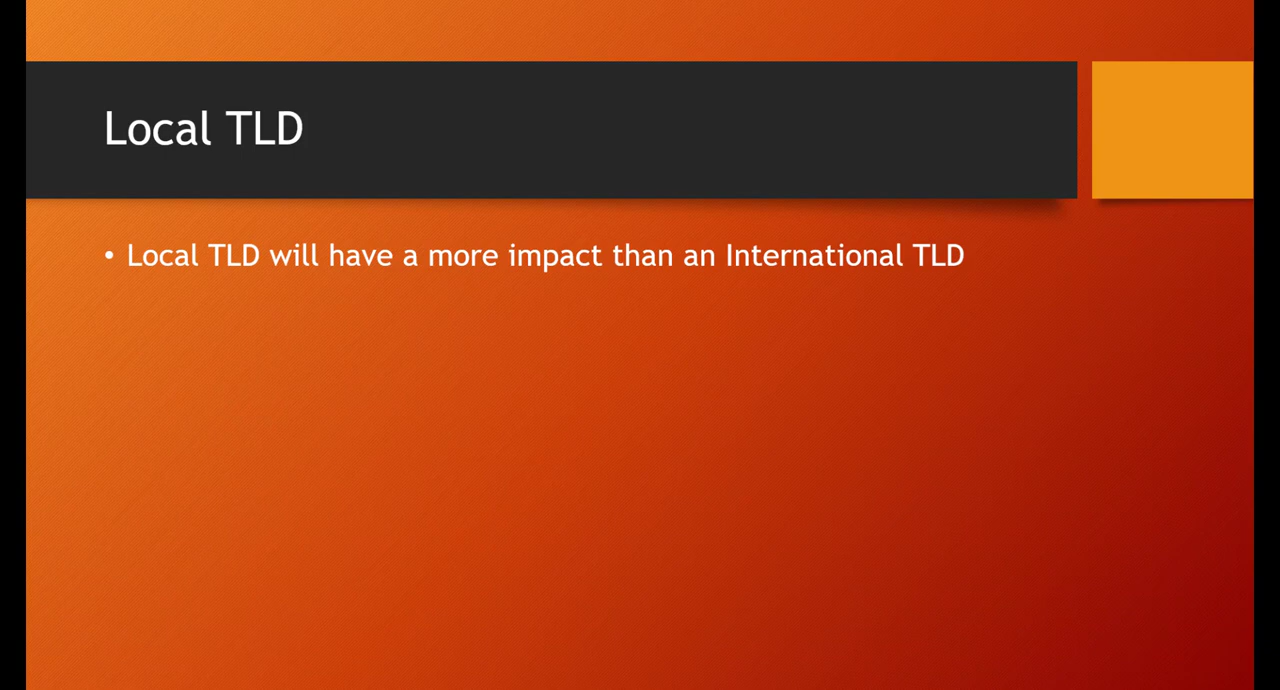 Local TLD
• Local TLD will have a more impact than an International TLD